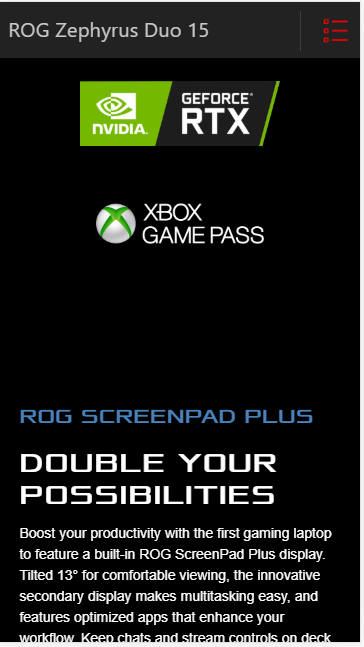 ROG Zephyrus Duo 15
NVIDIA.
GEFORCE®
RTX
XBOX
GAME PASS
ROG SCREENPAD PLUS
DOUBLE YOUR
POSSIBILITIES
Boost your productivity with the first gaming laptop
to feature a built-in ROG ScreenPad Plus display.
Tilted 13° for comfortable viewing, the innovative
secondary display makes multitasking easy, and
features optimized apps that enhance your
workflow. Keep chats and stream controls on deck